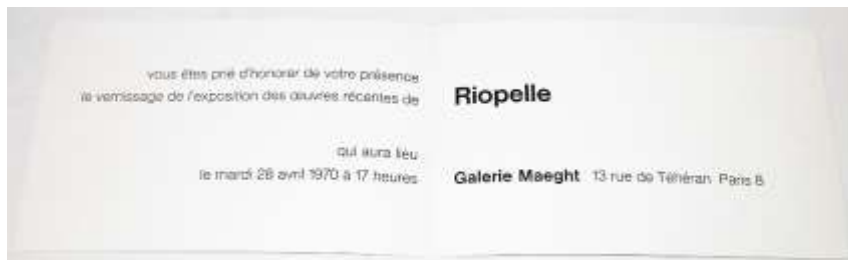 vous êtes prié d'honorer de votre présence
le vernissage de l'exposition des œuvres récentes de
Riopelle
qui aura lieu
le mardi 28 avril 1970 à 17 heures
Galerie Maeght 13 rue de Téhéran Paris 8